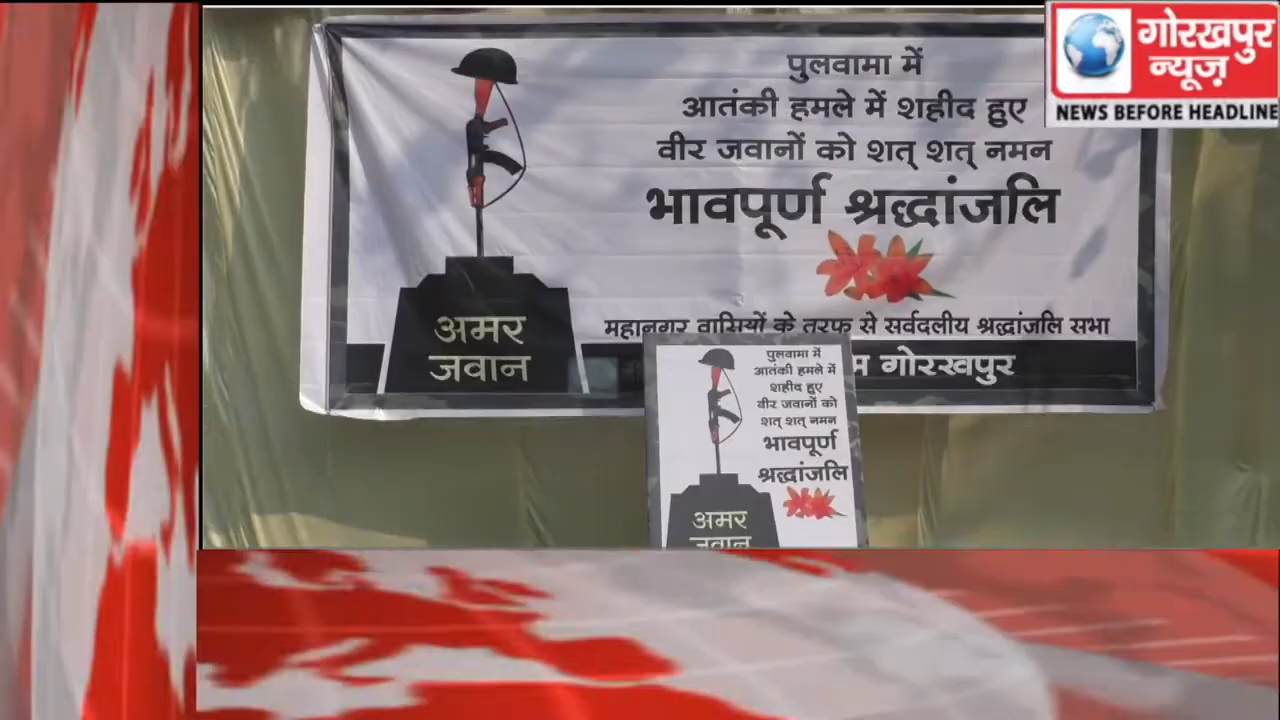 गोरखपुर
न्यूज़
NEWS BEFORE HEADLINE
पुलवामा में
आतंकी हमले में शहीद हुए
वीर जवानों को शत् शत् नमन
भावपूर्ण श्रद्धांजलि
महानगर वासियों के तरफ से सर्वदलीय श्रद्धांजलि सभा
गोरखपुर
अमर
जवान
पुलवामा में
आतंकी हमले में
शहीद हुए
वीर जवानों को
शत् शत् नमन
भावपूर्ण
श्रद्धांजलि
अमर
जवान